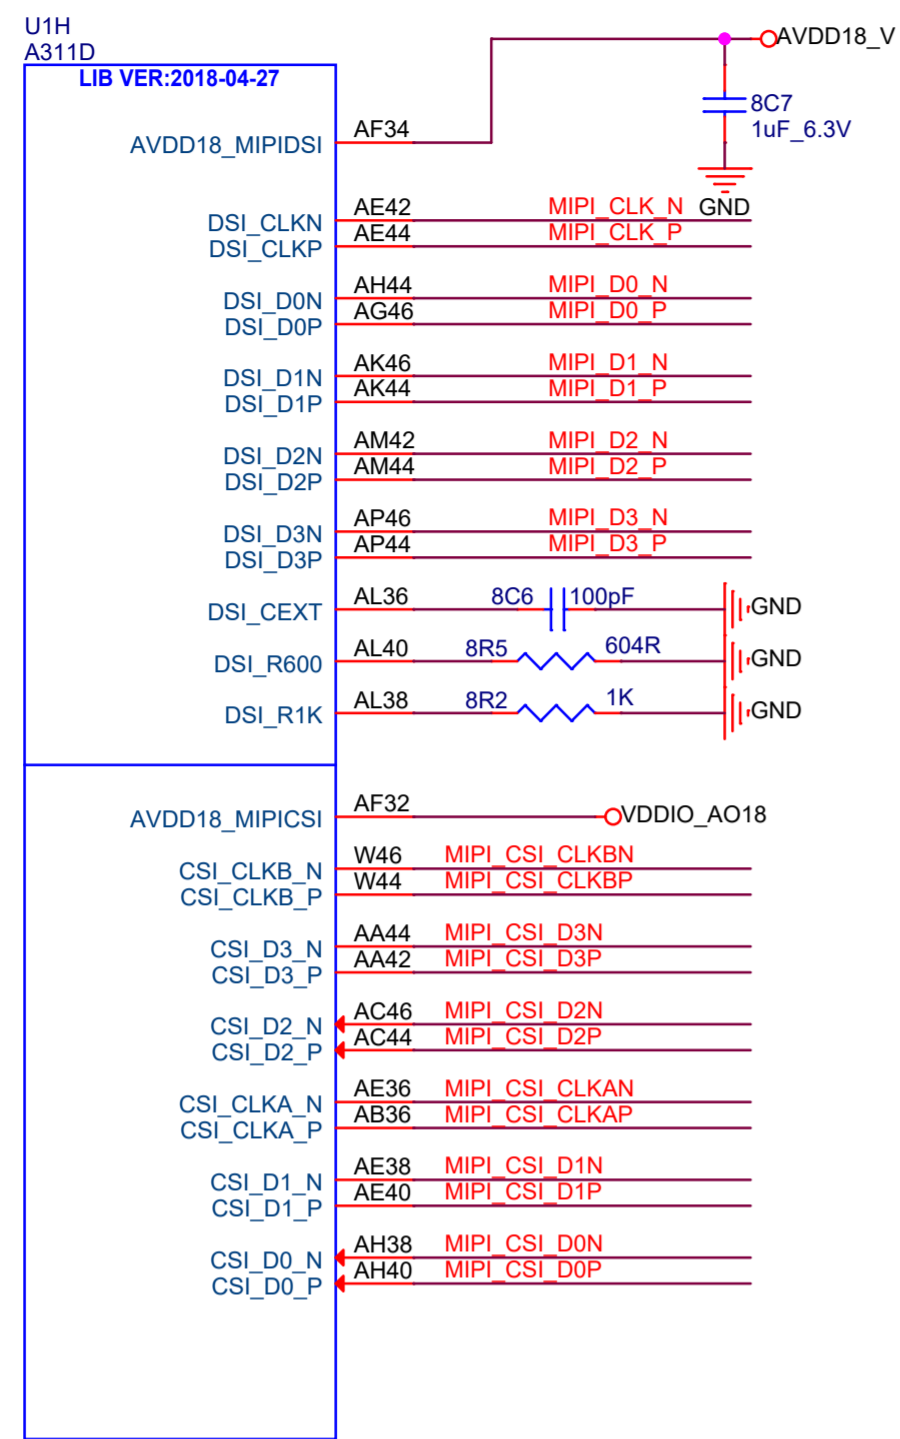 U1H
A311D
LIB VER:2018-04-27
AVDD18_V
8C7
1uF_6.3V
GND
AVDD18_MIPIDSI AF34
DSI_CLKN AE42 MIPI_CLK_N
DSI_CLKP AE44 MIPI_CLK_P
DSI_D0N AH44 MIPI_D0_N
DSI_D0P AG46 MIPI_D0_P
DSI_D1N AK46 MIPI_D1_N
DSI_D1P AK44 MIPI_D1_P
DSI_D2N AM42 MIPI_D2_N
DSI_D2P AM44 MIPI_D2_P
DSI_D3N AP46 MIPI_D3_N
DSI_D3P AP44 MIPI_D3_P
DSI_CEXT AL36 8C6 100pF GND
DSI_R600 AL40 8R5 604R GND
DSI_R1K AL38 8R2 1K GND
AVDD18_MIPICSI AF32 VDDIO_AO18
CSI_CLKB_N W46 MIPI_CSI_CLKBN
CSI_CLKB_P W44 MIPI_CSI_CLKBP
CSI_D3_N AA44 MIPI_CSI_D3N
CSI_D3_P AA42 MIPI_CSI_D3P
CSI_D2_N AC46 MIPI_CSI_D2N
CSI_D2_P AC44 MIPI_CSI_D2P
CSI_CLKA_N AE36 MIPI_CSI_CLKAN
CSI_CLKA_P AB36 MIPI_CSI_CLKAP
CSI_D1_N AE38 MIPI_CSI_D1N
CSI_D1_P AE40 MIPI_CSI_D1P
CSI_D0_N AH38 MIPI_CSI_D0N
CSI_D0_P AH40 MIPI_CSI_D0P